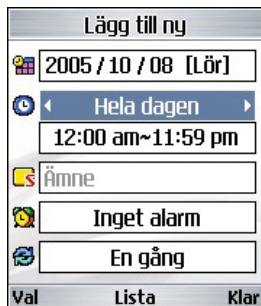 Lägg till ny
2005 / 10 / 08 [Lör]
Hela dagen
12:00 am~11:59 pm
Ämne
Inget alarm
En gång
Val Lista Klar